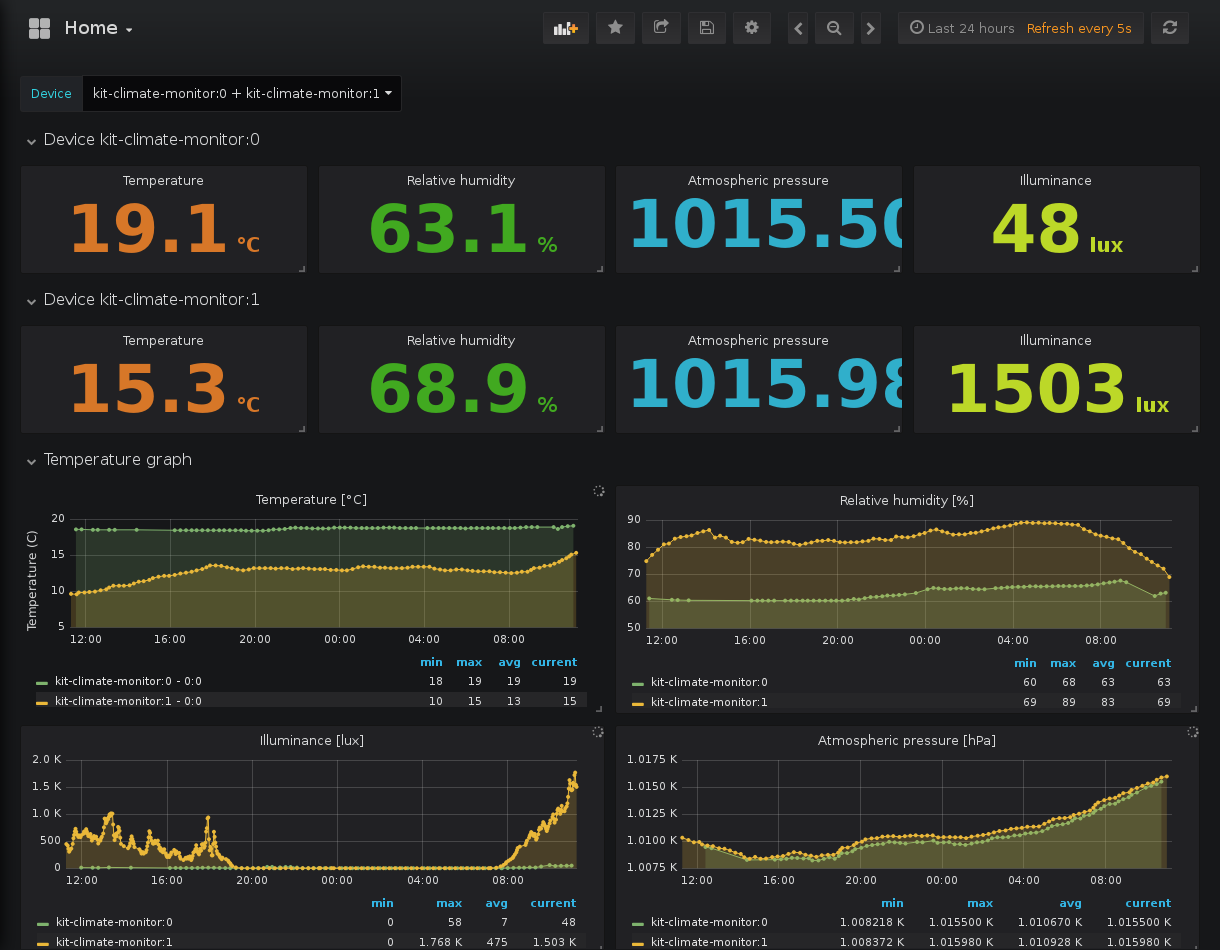 Home
Last 24 hours Refresh every 5s
Device kit-climate-monitor:0 + kit-climate-monitor:1
Device kit-climate-monitor:0
Temperature Relative humidity Atmospheric pressure Illuminance
19.1 °C 63.1 % 1015.50 48 lux
Device kit-climate-monitor:1
Temperature Relative humidity Atmospheric pressure Illuminance
15.3 °C 68.9 % 1015.98 1503 lux
Temperature graph
Temperature [°C]
Temperature (C)
20
15
10
5
12:00 16:00 20:00 00:00 04:00 08:00
min max avg current
kit-climate-monitor:0 - 0:0 18 19 19 19
kit-climate-monitor:1 - 0:0 10 15 13 15
Relative humidity [%]
90
80
70
60
50
12:00 16:00 20:00 00:00 04:00 08:00
min max avg current
kit-climate-monitor:0 60 68 63 63
kit-climate-monitor:1 69 89 83 69
Illuminance [lux]
2.0 K
1.5 K
1.0 K
500
0
12:00 16:00 20:00 00:00 04:00 08:00
min max avg current
kit-climate-monitor:0 0 58 7 48
kit-climate-monitor:1 0 1.768 K 475 1.503 K
Atmospheric pressure [hPa]
1.0175 K
1.0150 K
1.0125 K
1.0100 K
1.0075 K
12:00 16:00 20:00 00:00 04:00 08:00
min max avg current
kit-climate-monitor:0 1.008218 K 1.015500 K 1.010670 K 1.015500 K
kit-climate-monitor:1 1.008372 K 1.015980 K 1.010928 K 1.015980 K